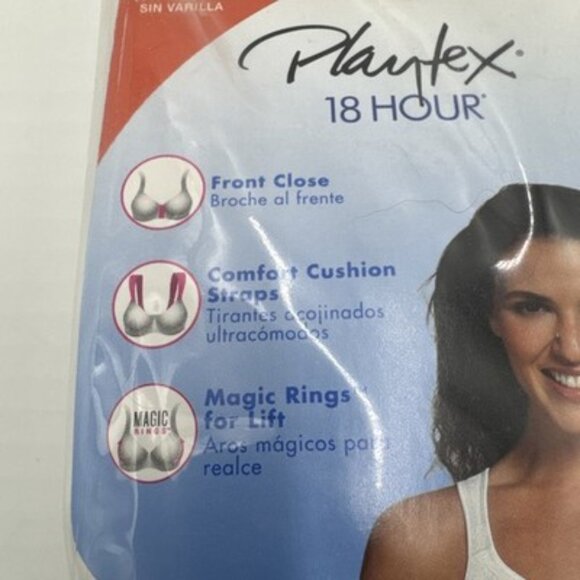 SIN VARILLA
Playtex
18 HOUR
Front Close
Broche al frente
Comfort Cushion
Straps
Tirantes acojinados
ultracómodos
MAGIC
RINGS
Magic Rings™
for Lift
Aros mágicos para
realce